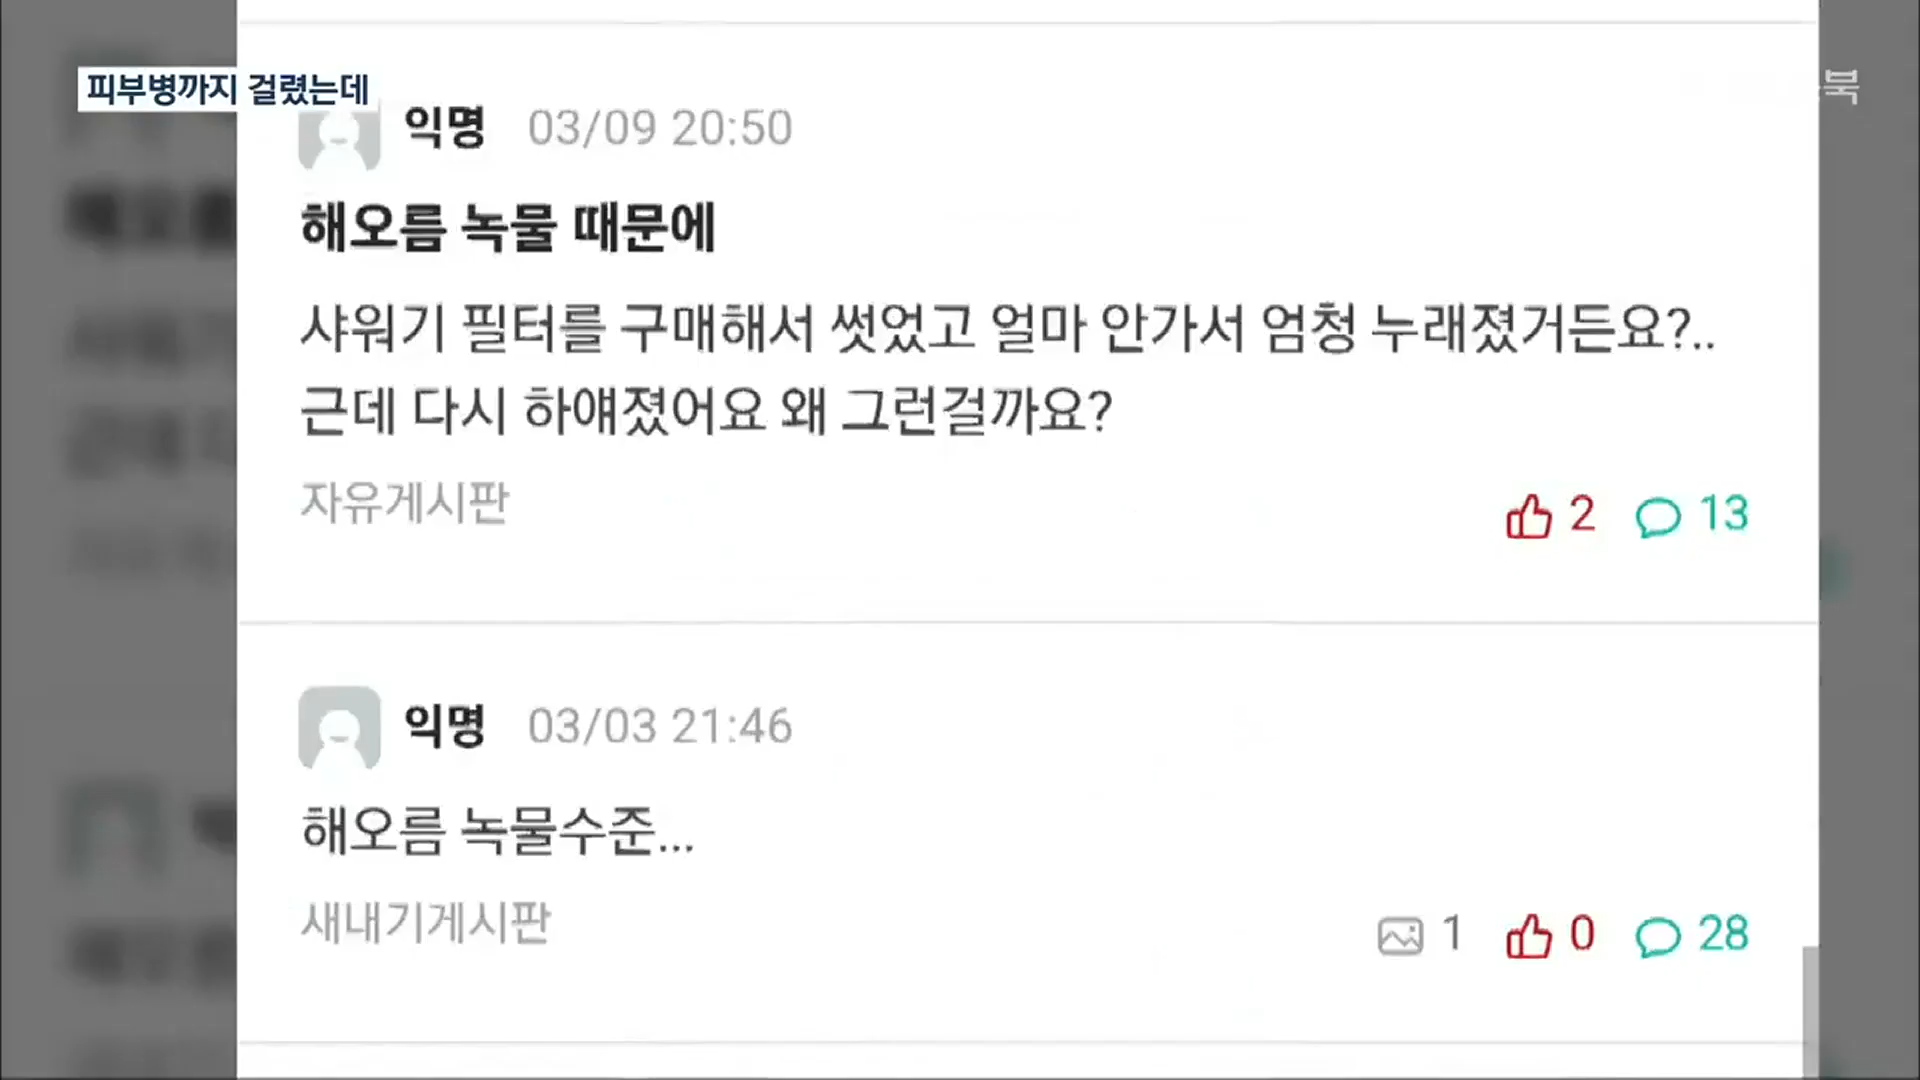 피부병까지 걸렸는데
북
익명 03/09 20:50
해오름 녹물 때문에
샤워기 필터를 구매해서 썻었고 얼마 안가서 엄청 누래졌거든요?..
근데 다시 하얘졌어요 왜 그런걸까요?
자유게시판
2 13
익명 03/03 21:46
해오름 녹물수준...
새내기게시판
1 0 28